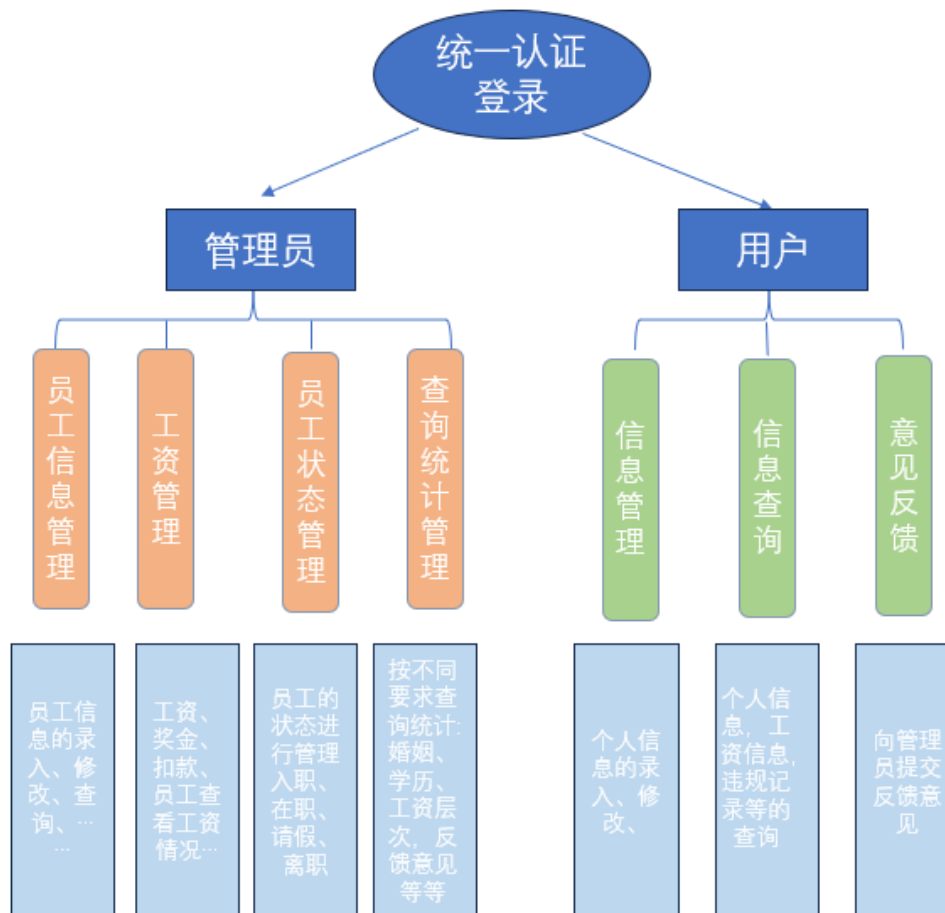 统一认证
登录
管理员
用户
员工信息管理
工资管理
员工状态管理
查询统计管理
信息管理
信息查询
意见反馈
员工信
息的录
入、修
改、查
询、…
…
工资、
奖金、
扣款、
员工查
看工资
情况…
员工的
状态进
行管理
入职、
在职、
请假、
离职
按不同
要求查
询统计:
婚姻、
学历、
工资层
次，反
馈意见
等等
个人信
息的录
入、修
改、
个人信
息，工
资信息,
违规记
录等的
查询
向管理
员提交
反馈意
见